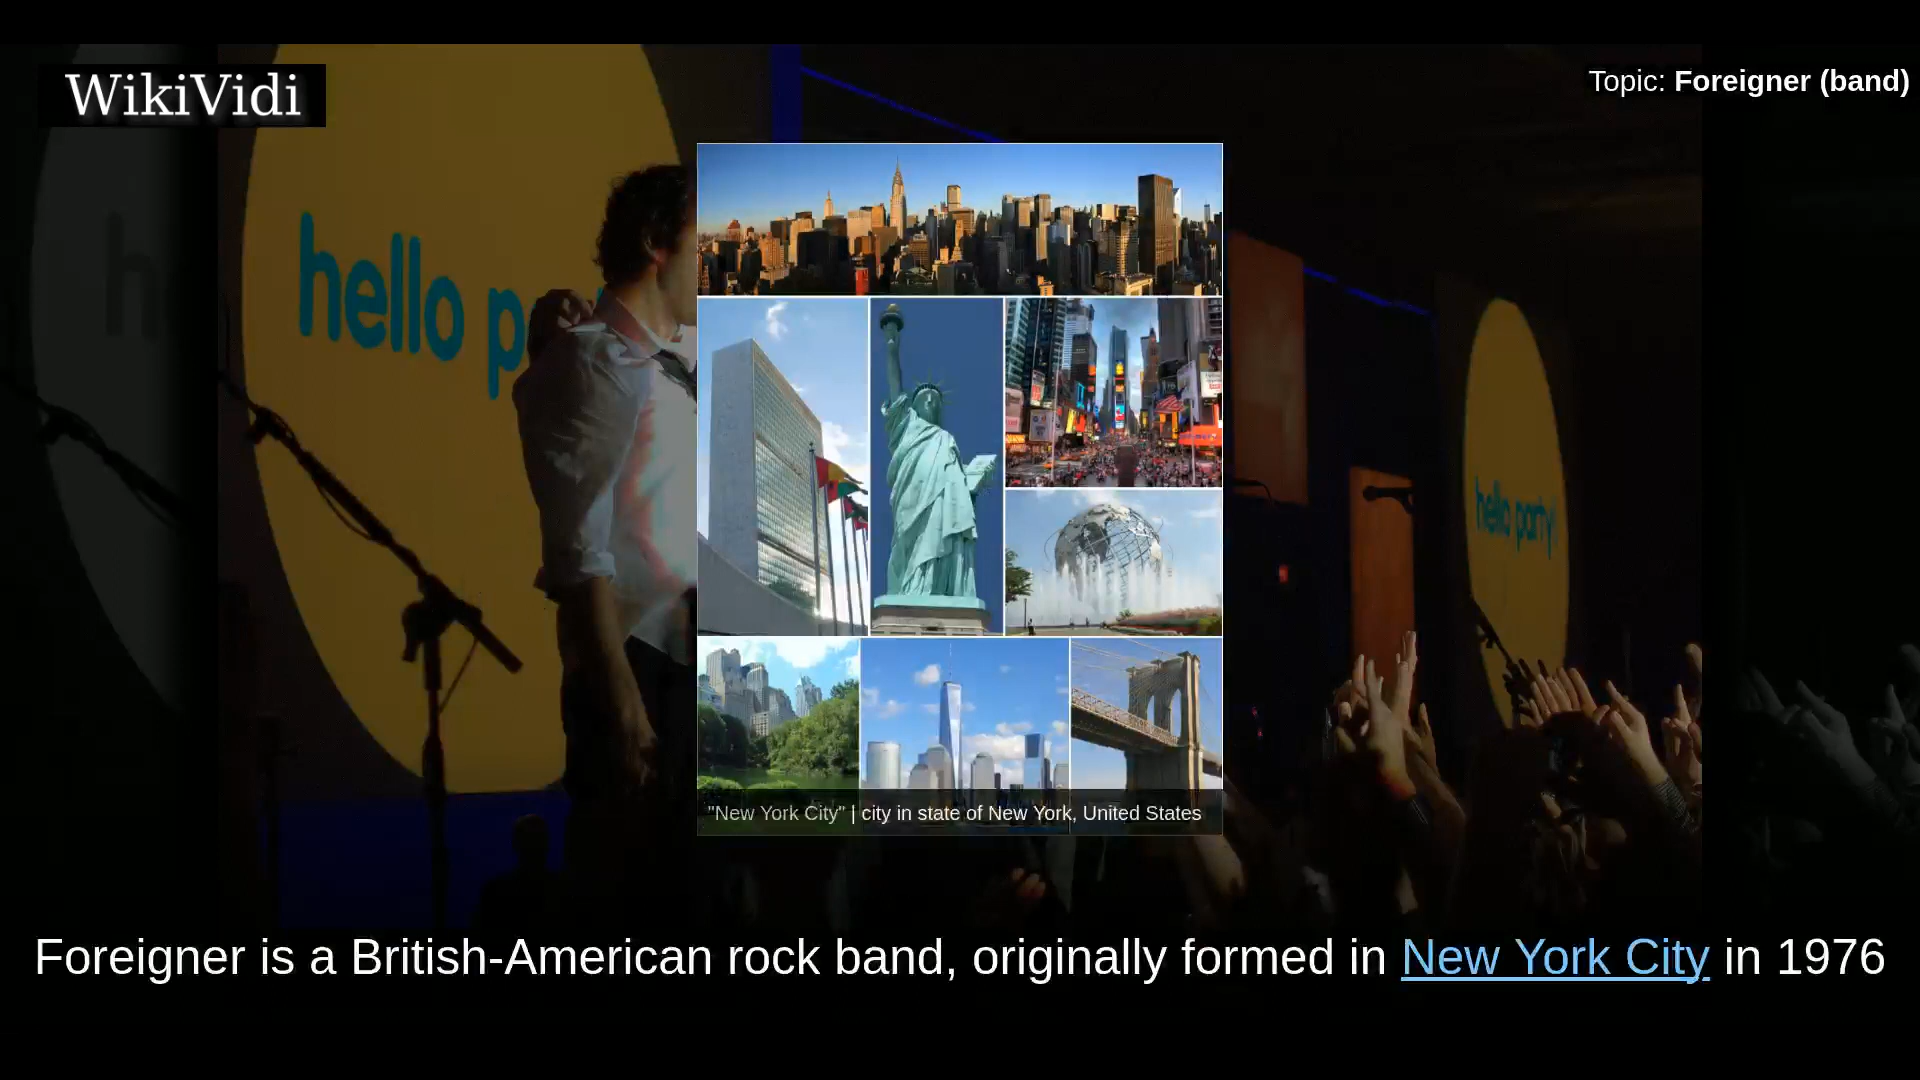 WikiVidi
Topic: Foreigner (band)
hello
hello party!
"New York City" | city in state of New York, United States
Foreigner is a British-American rock band, originally formed in New York City in 1976